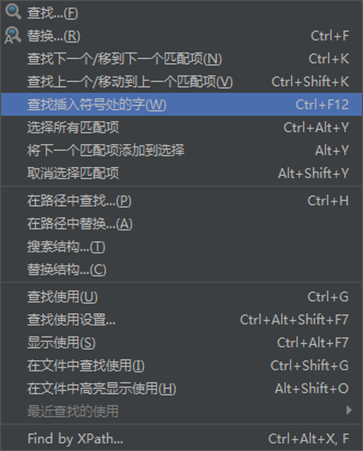 查找...(F)
替换...(R) Ctrl+F
查找下一个/移到下一个匹配项(N) Ctrl+K
查找上一个/移动到上一个匹配项(V) Ctrl+Shift+K
查找插入符号处的字(W) Ctrl+F12
选择所有匹配项 Ctrl+Alt+Y
将下一个匹配项添加到选择 Alt+Y
取消选择匹配项 Alt+Shift+Y
在路径中查找...(P) Ctrl+H
在路径中替换...(A)
搜索结构...(T)
替换结构...(C)
查找使用(U) Ctrl+G
查找使用设置... Ctrl+Alt+Shift+F7
显示使用(S) Ctrl+Alt+F7
在文件中查找使用(I) Ctrl+Shift+G
在文件中高亮显示使用(H) Alt+Shift+O
最近查找的使用
Find by XPath... Ctrl+Alt+X, F